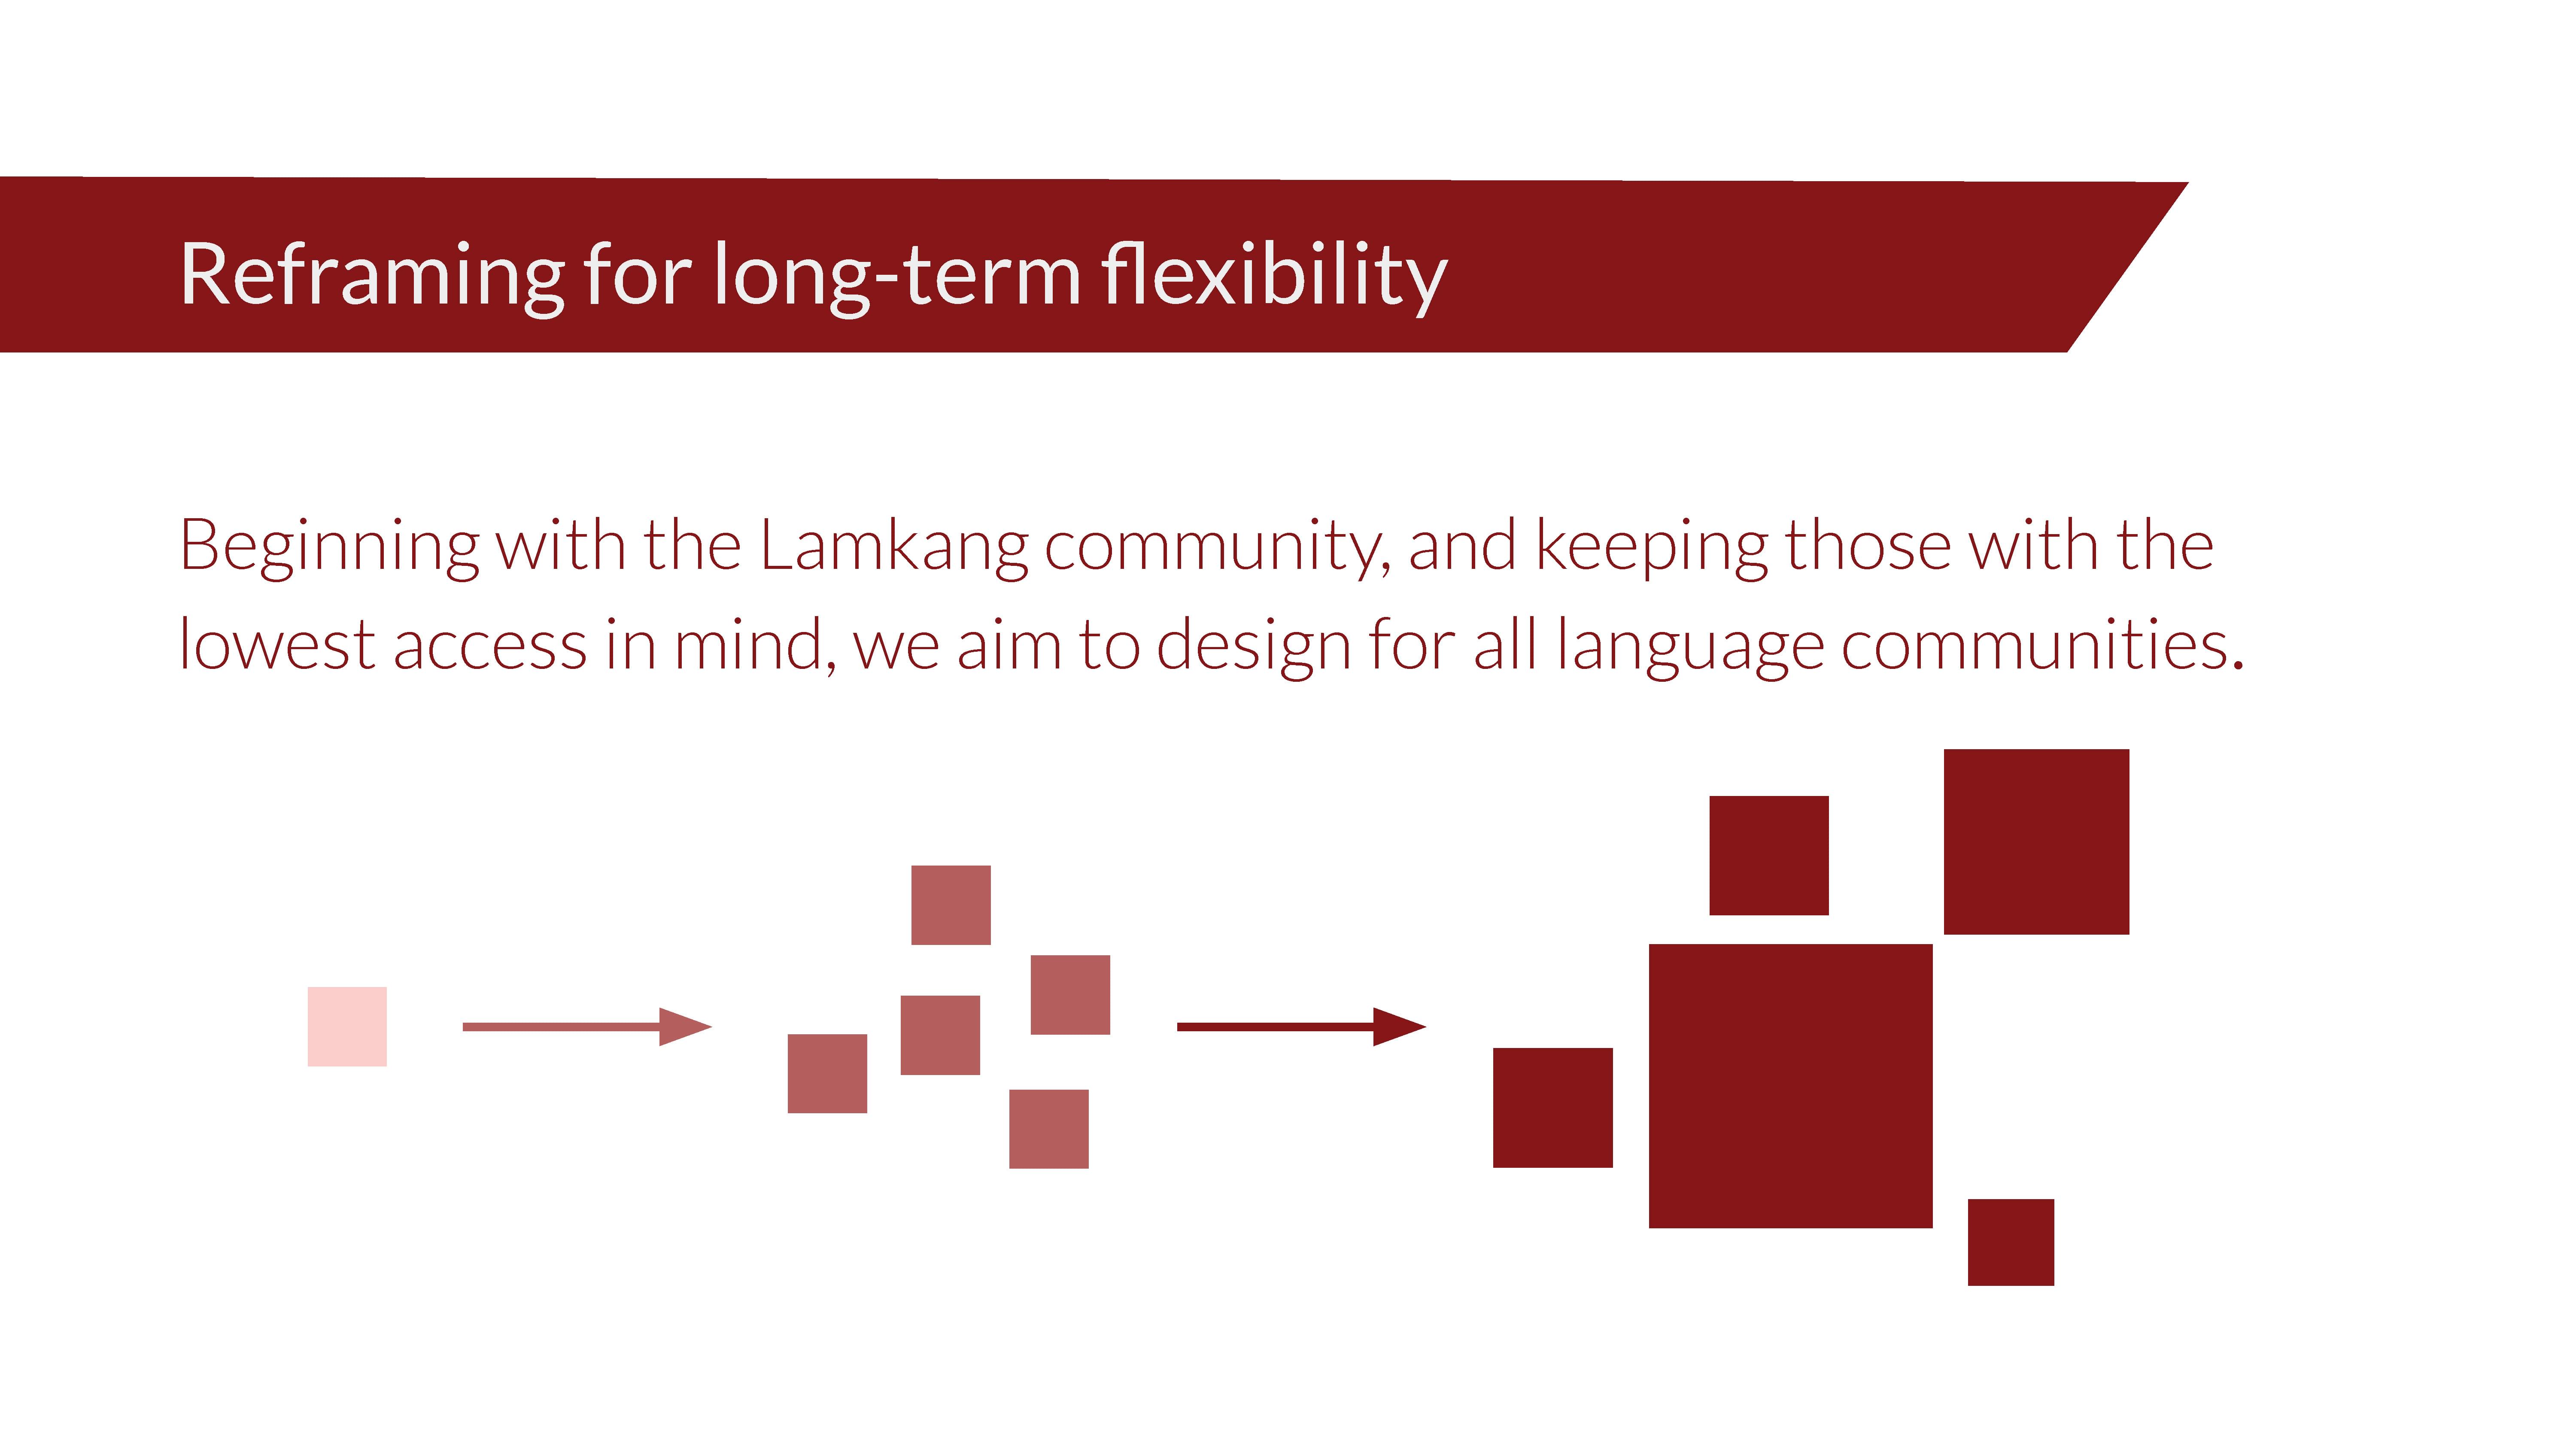 Reframing for long-term flexibility
Beginning with the Lamkang community, and keeping those with the
lowest access in mind, we aim to design for all language communities.